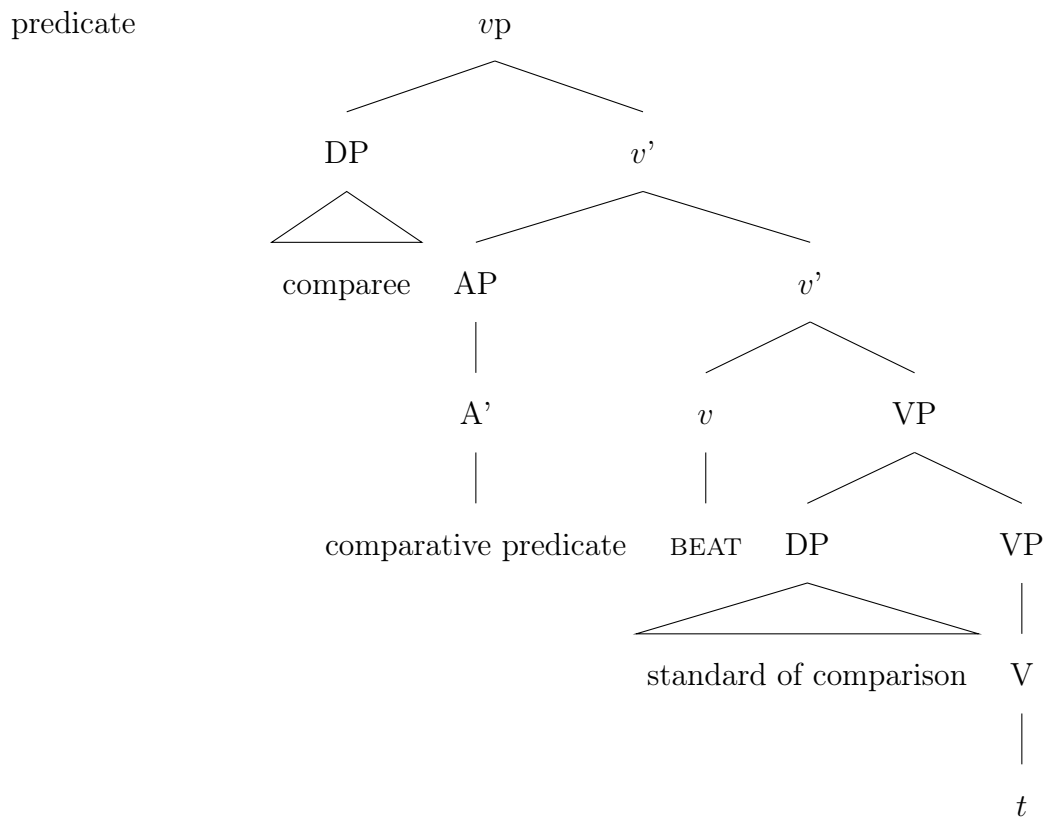 predicate vp
DP v’
comparee AP v’
A’ v VP
comparative predicate BEAT DP VP
standard of comparison V
t